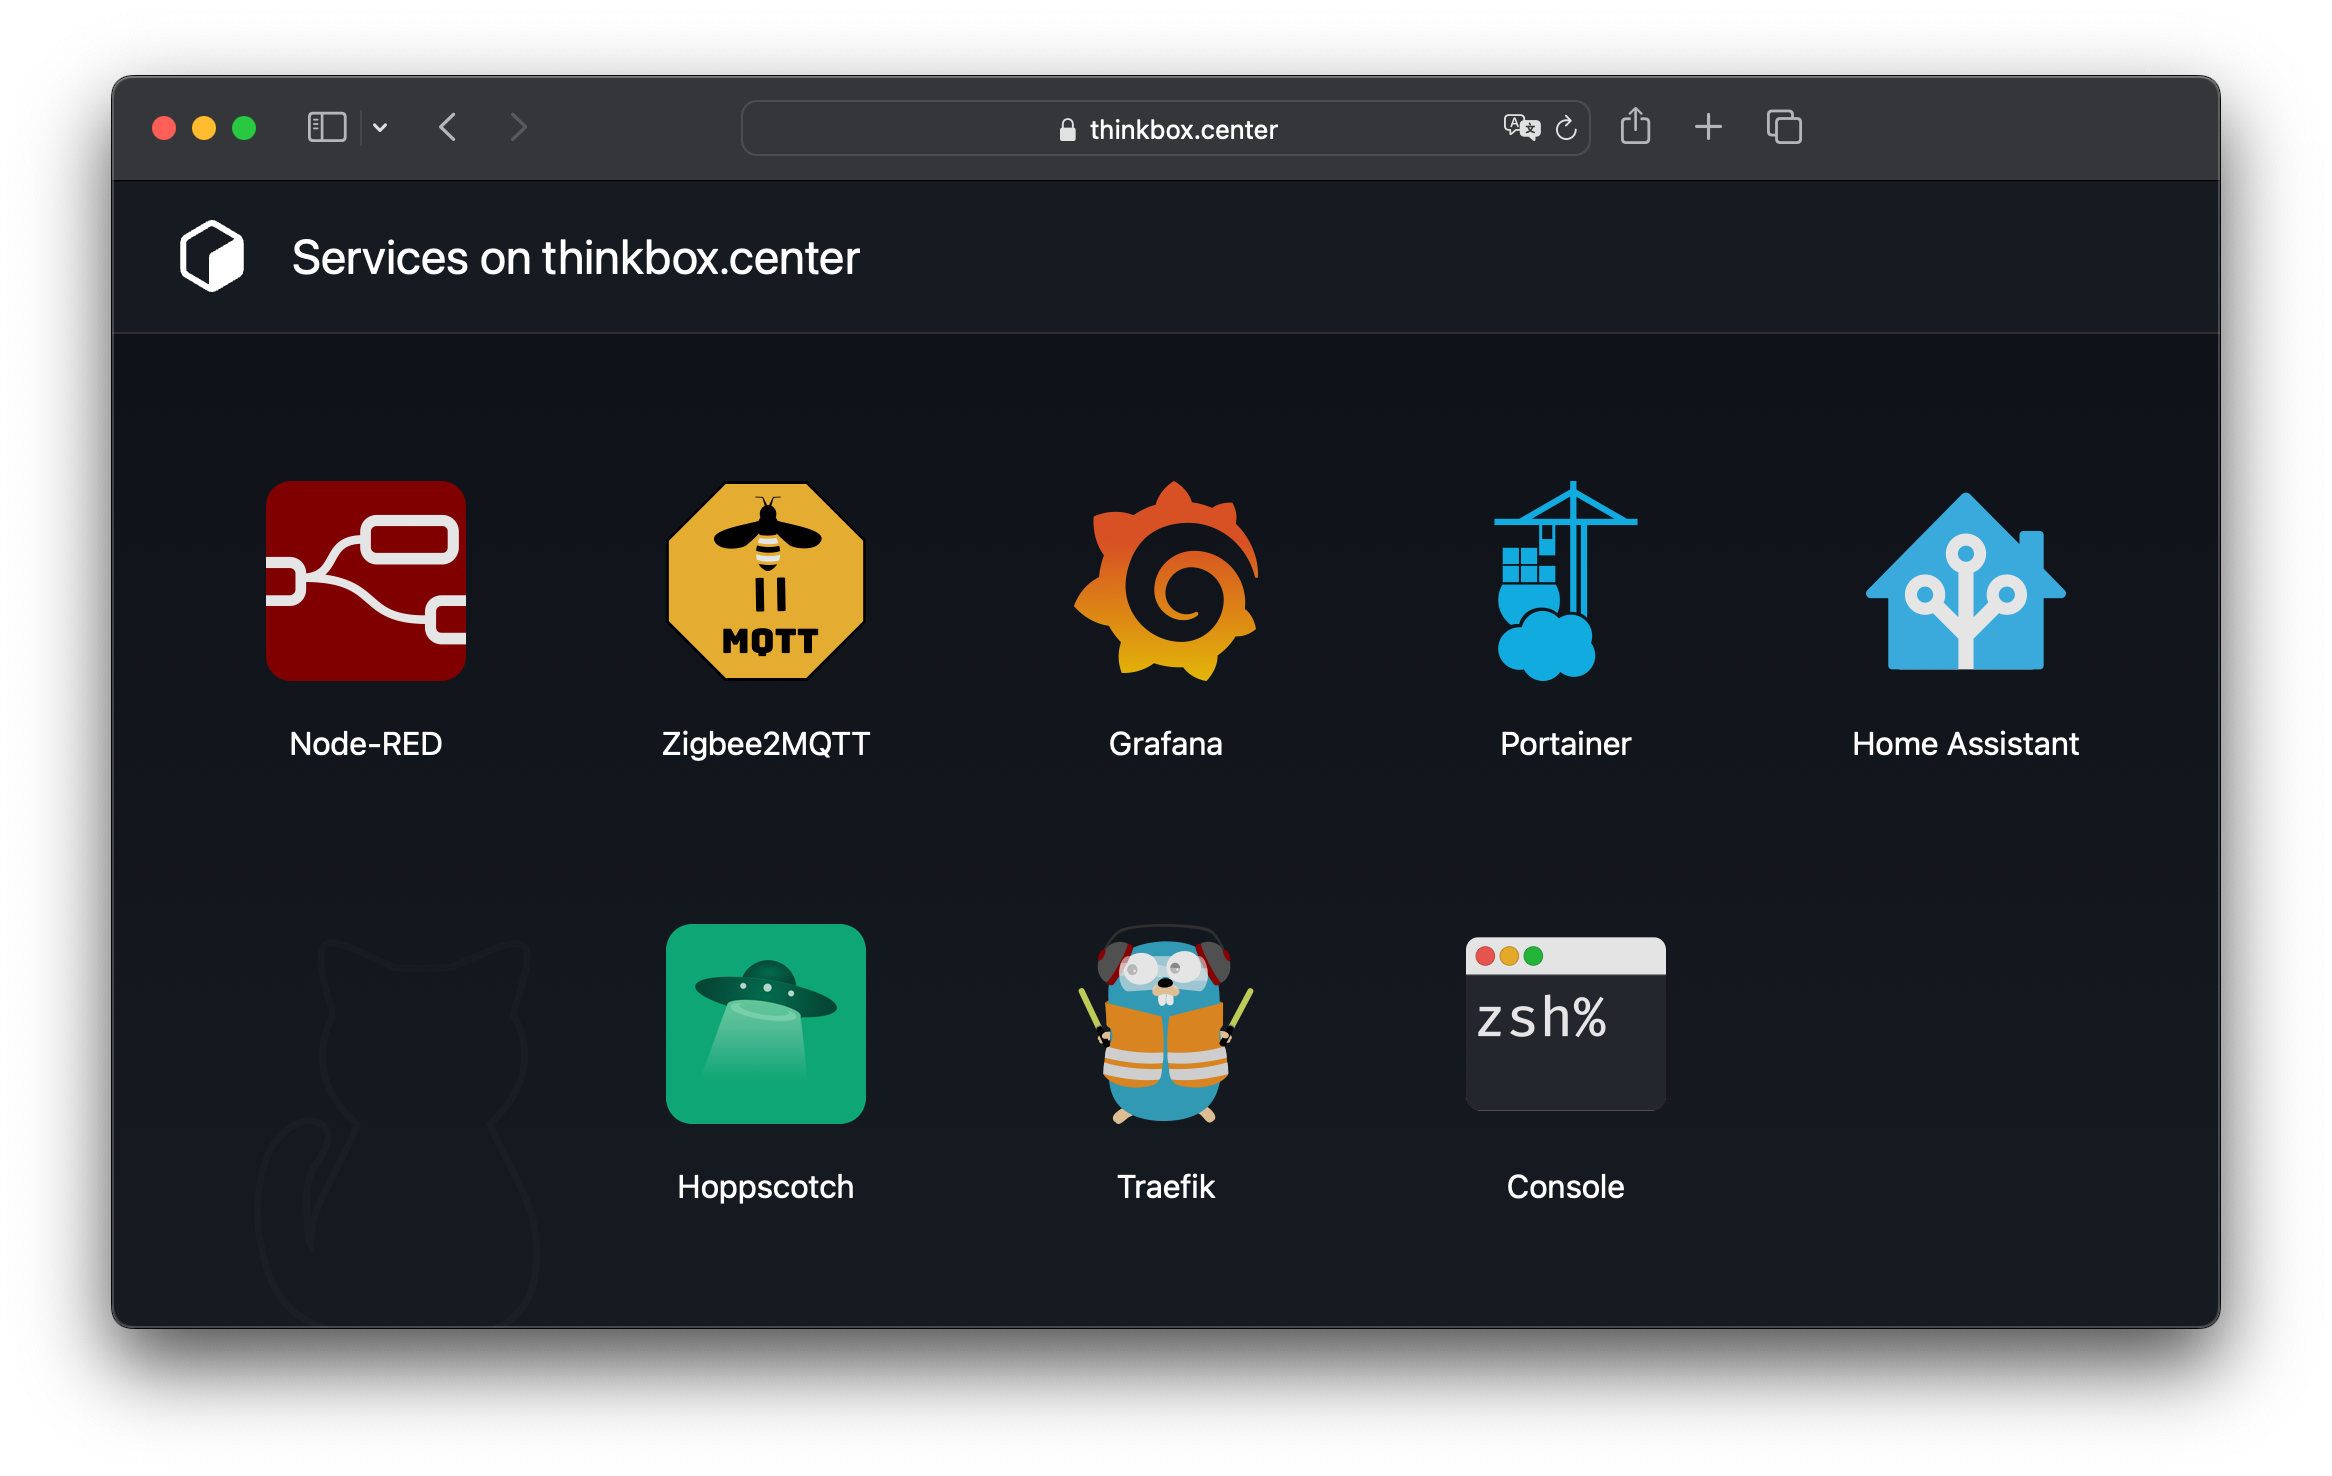 thinkbox.center
Services on thinkbox.center
MQTT
Node-RED
Zigbee2MQTT
Grafana
Portainer
Home Assistant
zsh%
Hoppscotch
Traefik
Console